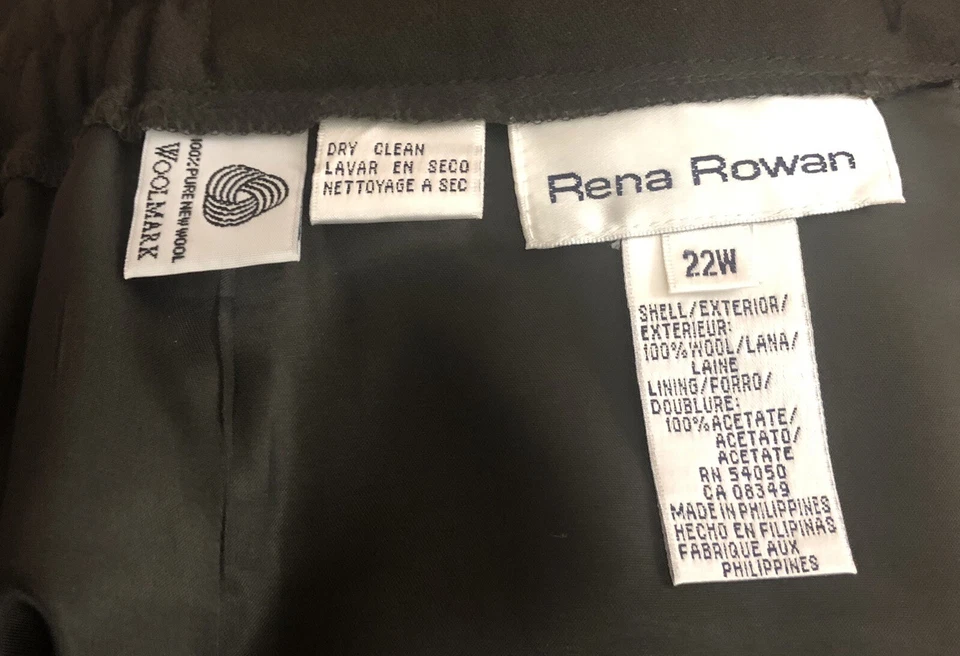 100% PURE NEW WOOL
WOOLMARK
DRY CLEAN
LAVAR EN SECO
NETTOYAGE A SEC
Rena Rowan
22W
SHELL/EXTERIOR/
EXTERIEUR:
100% WOOL/LANA/
LAINE
LINING/FORRO/
DOUBLURE:
100% ACETATE/
ACETATO/
ACETATE
RN 54050
CA 08349
MADE IN PHILIPPINES
HECHO EN FILIPINAS
FABRIQUE AUX
PHILIPPINES